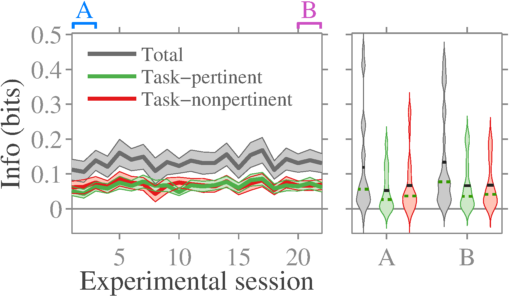 A B
0.5
0.4
0.3
0.2
0.1
0
Info (bits)
Total
Task-pertinent
Task-nonpertinent
5 10 15 20
Experimental session
A B